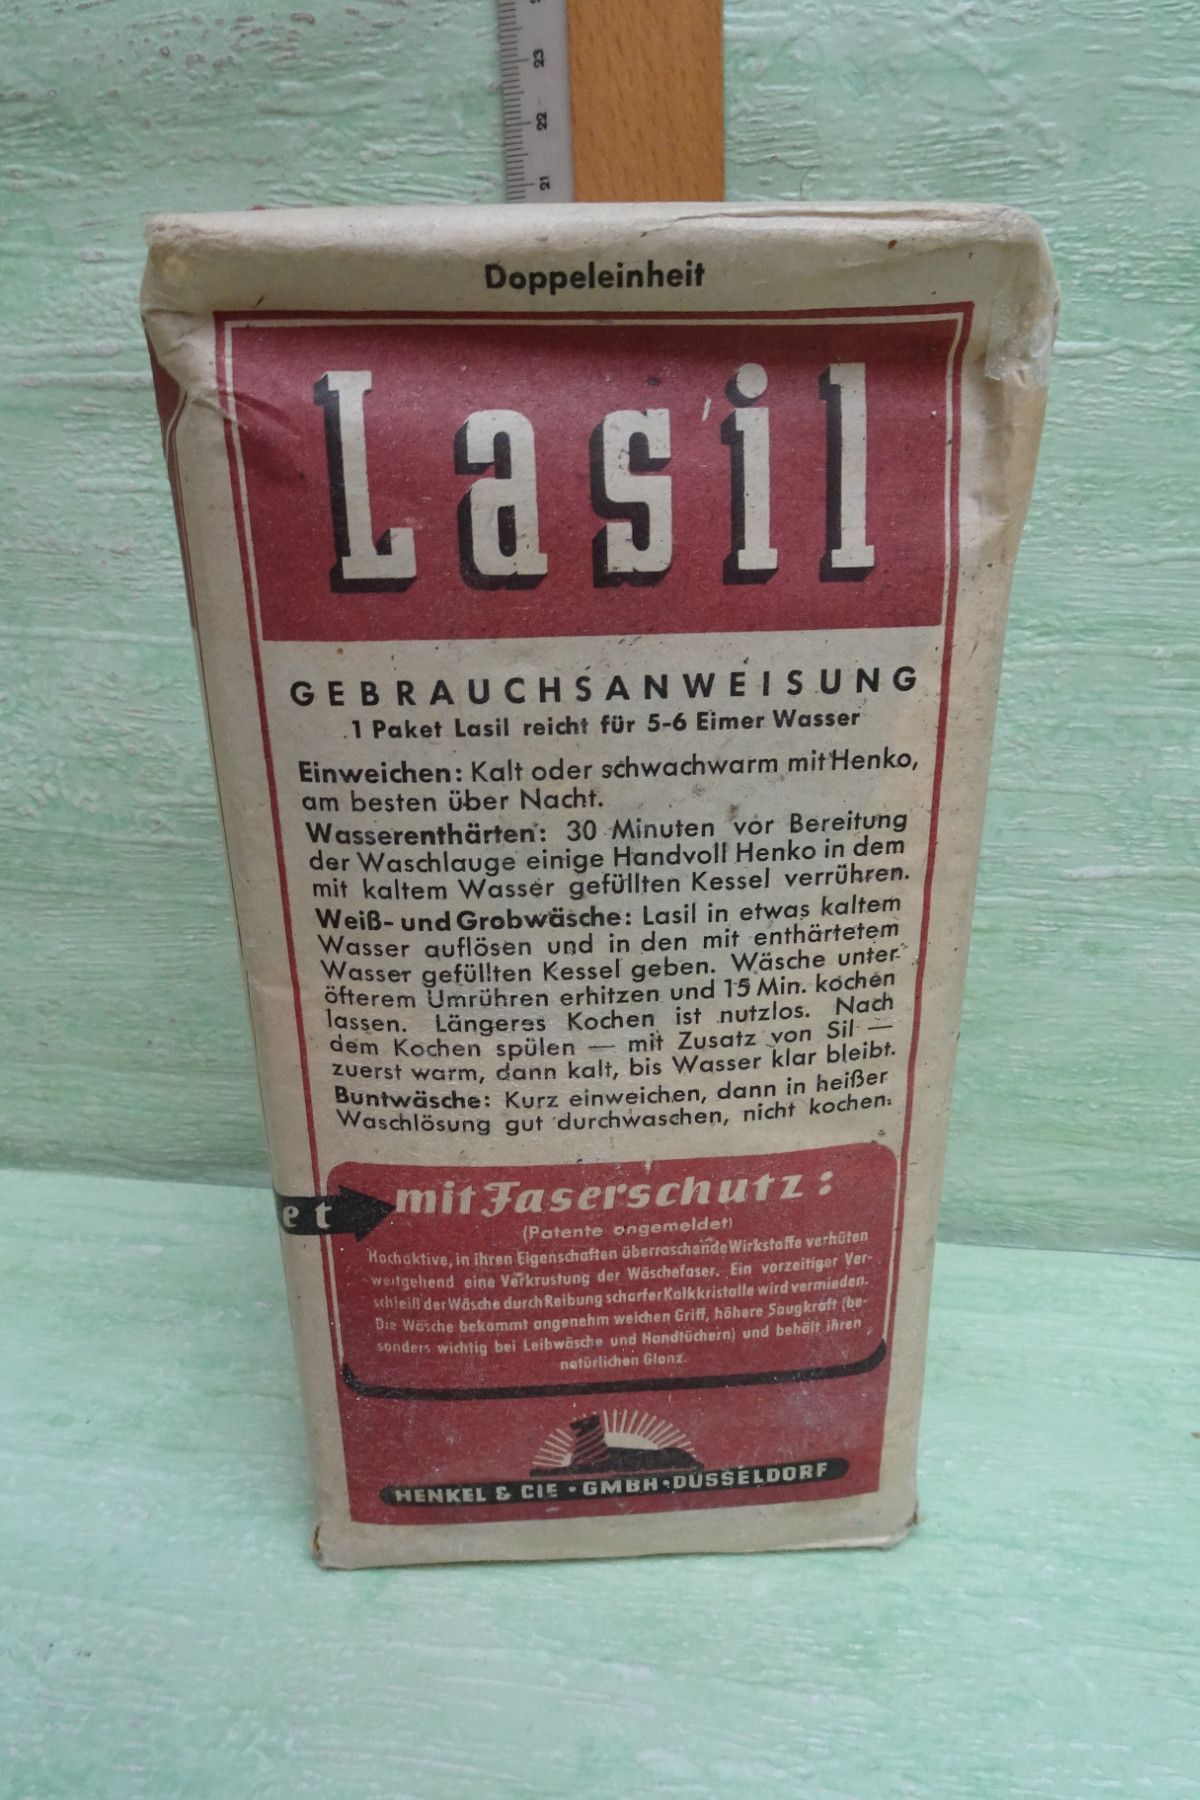 23
22
21
Doppeleinheit
Lasil
GEBRAUCHSANWEISUNG
1 Paket Lasil reicht für 5-6 Eimer Wasser
Einweichen: Kalt oder schwachwarm mit Henko,
am besten über Nacht.
Wasserenthärten: 30 Minuten vor Bereitung
der Waschlauge einige Handvoll Henko in dem
mit kaltem Wasser gefüllten Kessel verrühren.
Weiß- und Grobwäsche: Lasil in etwas kaltem
Wasser auflösen und in den mit enthärtetem
Wasser gefüllten Kessel geben. Wäsche unter
öfterem Umrühren erhitzen und 15 Min. kochen
lassen. Längeres Kochen ist nutzlos. Nach
dem Kochen spülen — mit Zusatz von Sil —
zuerst warm, dann kalt, bis Wasser klar bleibt.
Buntwäsche: Kurz einweichen, dann in heißer
Waschlösung gut durchwaschen, nicht kochen.
et
mit Faserschutz:
(Patente angemeldet)
Hochaktive, in ihren Eigenschaften überraschende Wirkstoffe verhüten
weitgehend eine Verkrustung der Wäschefaser. Ein vorzeitiger Ver-
schleiß der Wäsche durch Reibung scharfer Kalkkristalle wird vermieden.
Die Wäsche bekommt angenehm weichen Griff, höhere Saugkraft (be-
sonders wichtig bei Leibwäsche und Handtüchern) und behält ihren
natürlichen Glanz.
HENKEL & CIE • GMBH • DÜSSELDORF